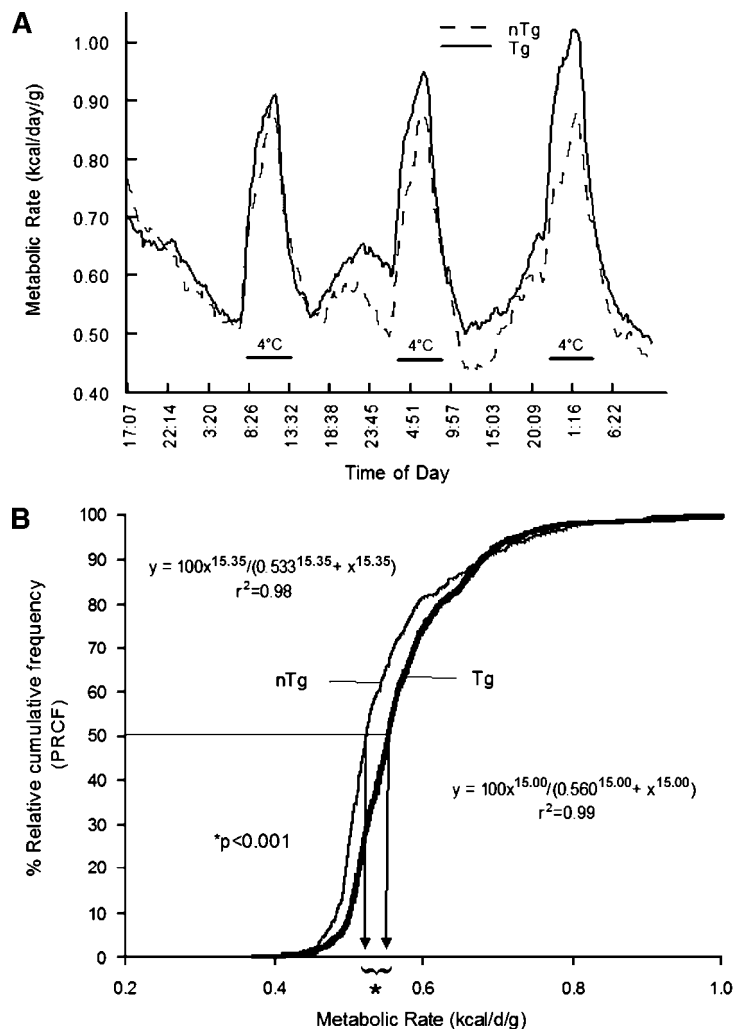 A
nTg
Tg
Metabolic Rate (kcal/day/g)
1.00
0.90
0.80
0.70
0.60
0.50
0.40
4°C
4°C
4°C
17:07
22:14
3:20
8:26
13:32
18:38
23:45
4:51
9:57
15:03
20:09
1:16
6:22
Time of Day
B
% Relative cumulative frequency
(PRCF)
100
90
80
70
60
50
40
30
20
10
0
y = 100x^15.35/(0.533^15.35 + x^15.35)
r²=0.98
nTg
Tg
y = 100x^15.00/(0.560^15.00 + x^15.00)
r²=0.99
*p<0.001
0.2
0.4
*
0.6
0.8
1.0
Metabolic Rate (kcal/d/g)